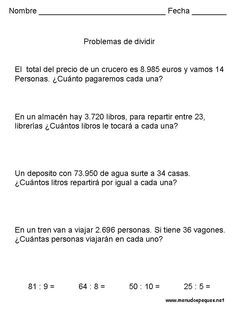 Nombre ______________________ Fecha ________
Problemas de dividir
El total del precio de un crucero es 8.985 euros y vamos 14
Personas. ¿Cuánto pagaremos cada una?
En un almacén hay 3.720 libros, para repartir entre 23,
librerías ¿Cuántos libros le tocará a cada una?
Un deposito con 73.950 de agua surte a 34 casas.
¿Cuántos litros repartirá por igual a cada una?
En un tren van a viajar 2.696 personas. Si tiene 36 vagones.
¿Cuántas personas viajarán en cada uno?
81 : 9 = 64 : 8 = 50 : 10 = 25 : 5 =
www.menudospeques.net